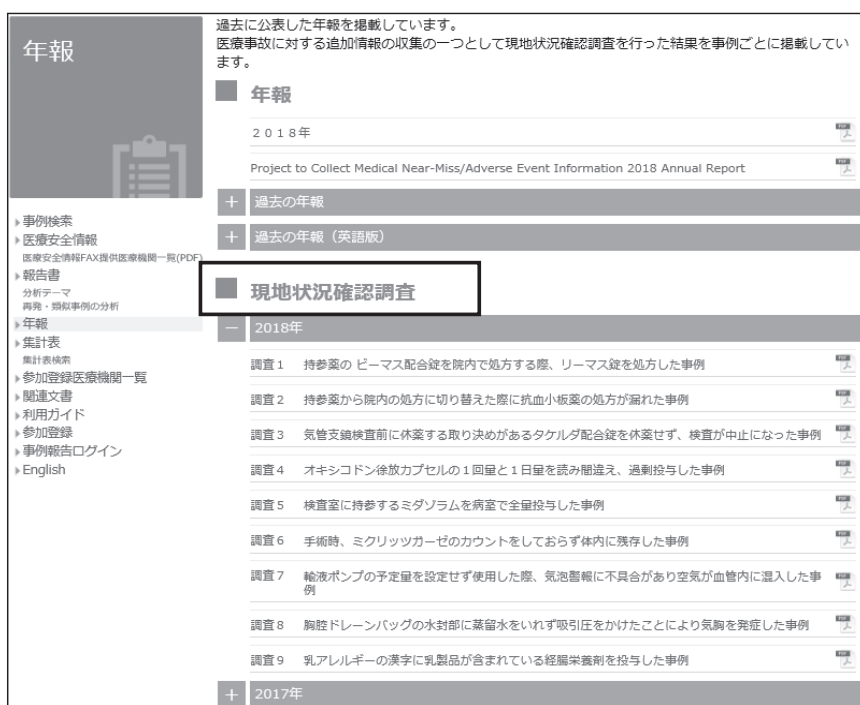 年報
事例検索
医療安全情報
医療安全情報FAX提供医療機関一覧(PDF)
報告書
分析テーマ
再発・類似事例の分析
年報
集計表
集計表検索
参加登録医療機関一覧
関連文書
利用ガイド
参加登録
事例報告ログイン
English
過去に公表した年報を掲載しています。
医療事故に対する追加情報の収集の一つとして現地状況確認調査を行った結果を事例ごとに掲載してい
ます。
年報
2018年
Project to Collect Medical Near-Miss/Adverse Event Information 2018 Annual Report
+ 過去の年報
+ 過去の年報（英語版）
現地状況確認調査
− 2018年
調査1 持参薬の ビーマス配合錠を院内で処方する際、リーマス錠を処方した事例
調査2 持参薬から院内の処方に切り替えた際に抗血小板薬の処方が漏れた事例
調査3 気管支鏡検査前に休薬する取り決めがあるタケルダ配合錠を休薬せず、検査が中止になった事例
調査4 オキシコドン徐放カプセルの1回量と1日量を読み間違え、過剰投与した事例
調査5 検査室に持参するミダゾラムを病室で全量投与した事例
調査6 手術時、ミクリッツガーゼのカウントをしておらず体内に残存した事例
調査7 輸液ポンプの予定量を設定せず使用した際、気泡警報に不具合があり空気が血管内に混入した事
例
調査8 胸腔ドレーンバッグの水封部に蒸留水をいれず吸引圧をかけたことにより気胸を発症した事例
調査9 乳アレルギーの漢字に乳製品が含まれている経腸栄養剤を投与した事例
+ 2017年